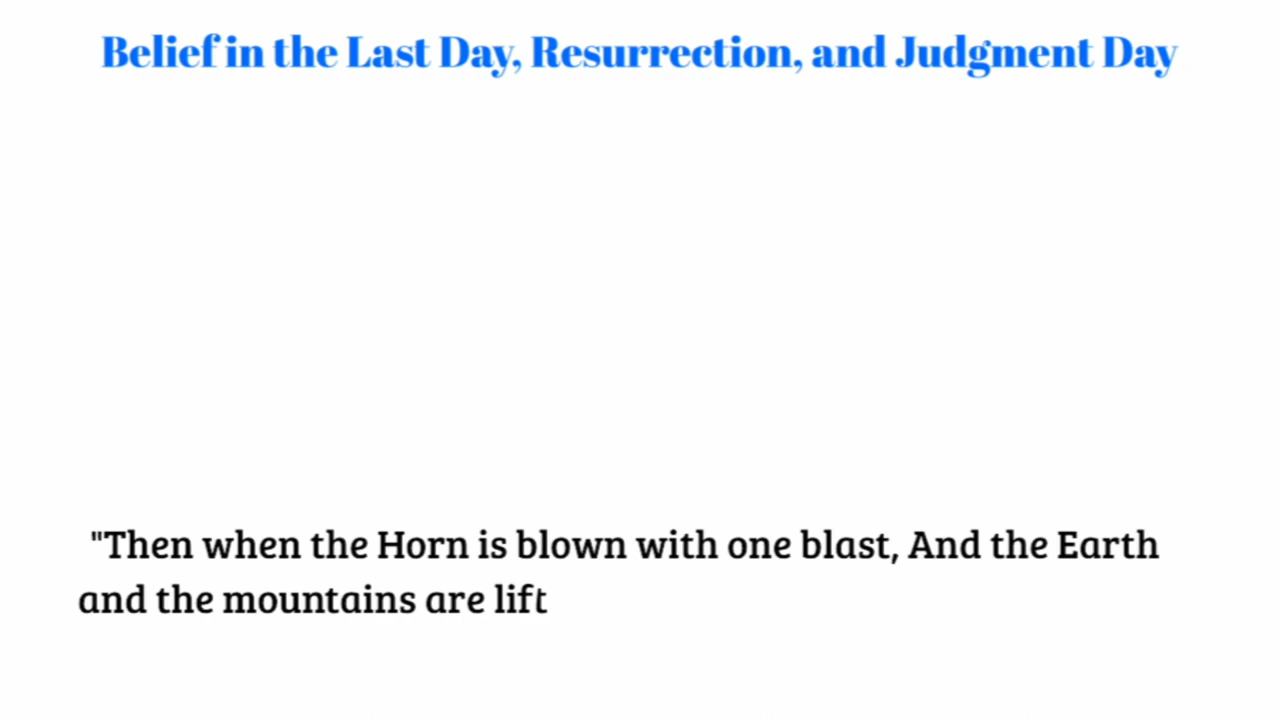 Belief in the Last Day, Resurrection, and Judgment Day
"Then when the Horn is blown with one blast, And the Earth
and the mountains are lift